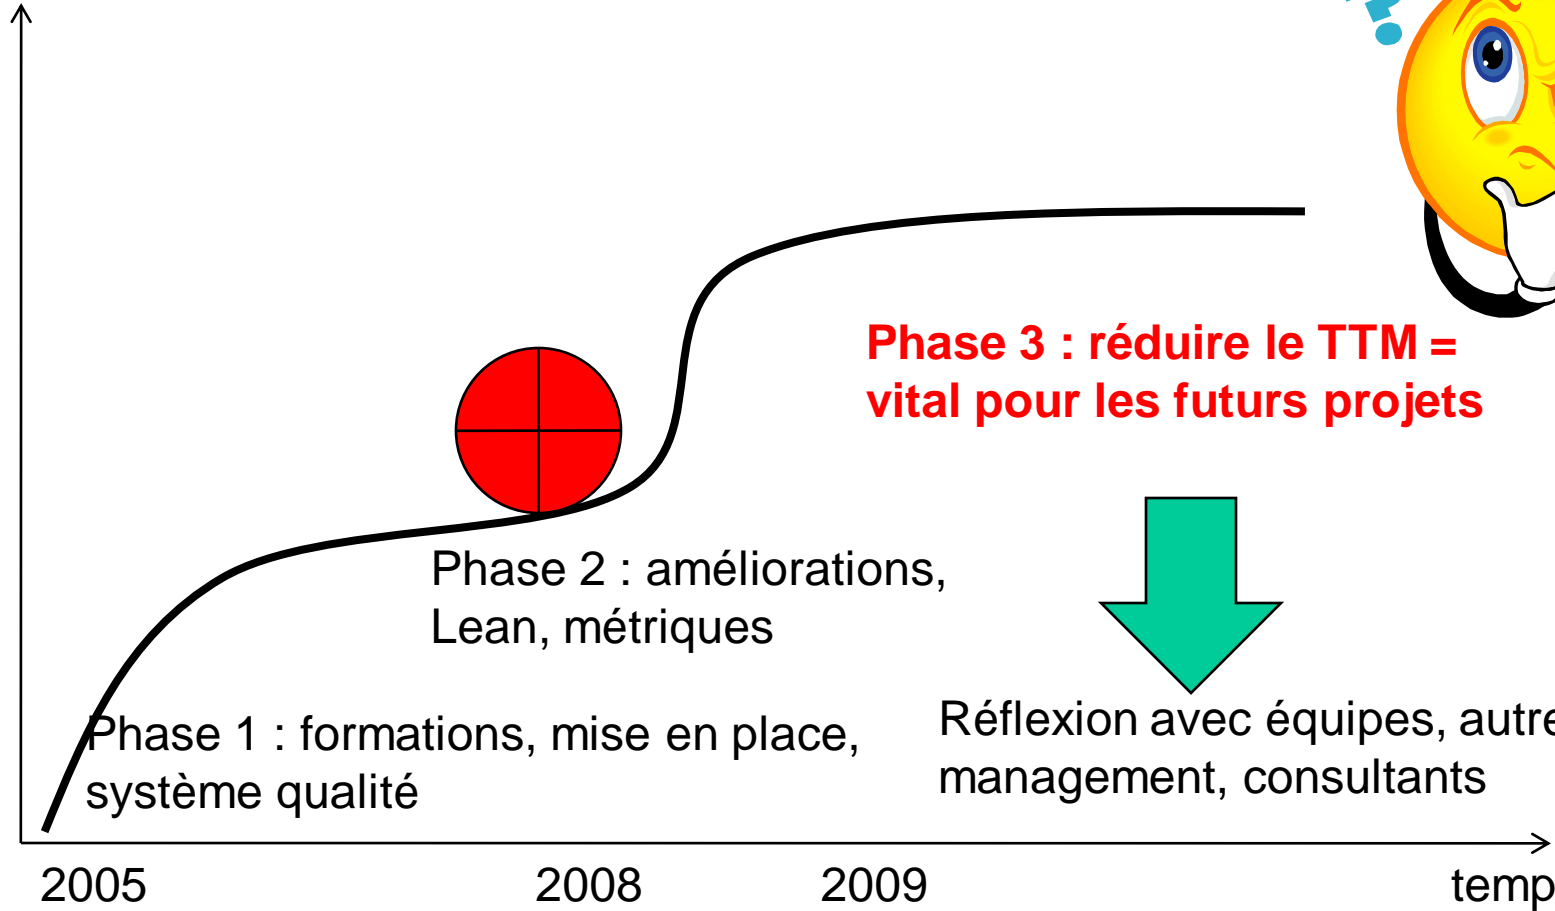 Phase 3 : réduire le TTM =
vital pour les futurs projets
Phase 2 : améliorations,
Lean, métriques
Phase 1 : formations, mise en place,
système qualité
Réflexion avec équipes, autre
management, consultants
2005 2008 2009 temp